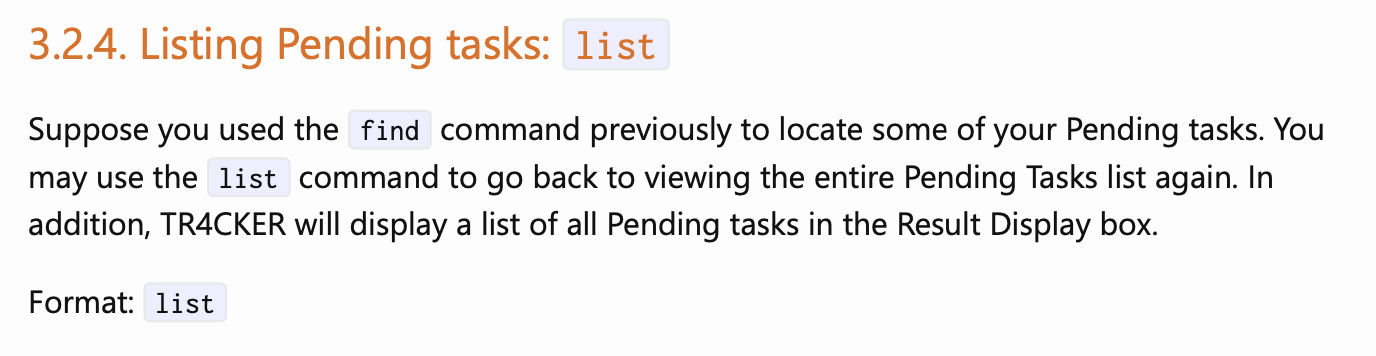 3.2.4. Listing Pending tasks: list
Suppose you used the find command previously to locate some of your Pending tasks. You
may use the list command to go back to viewing the entire Pending Tasks list again. In
addition, TR4CKER will display a list of all Pending tasks in the Result Display box.
Format: list